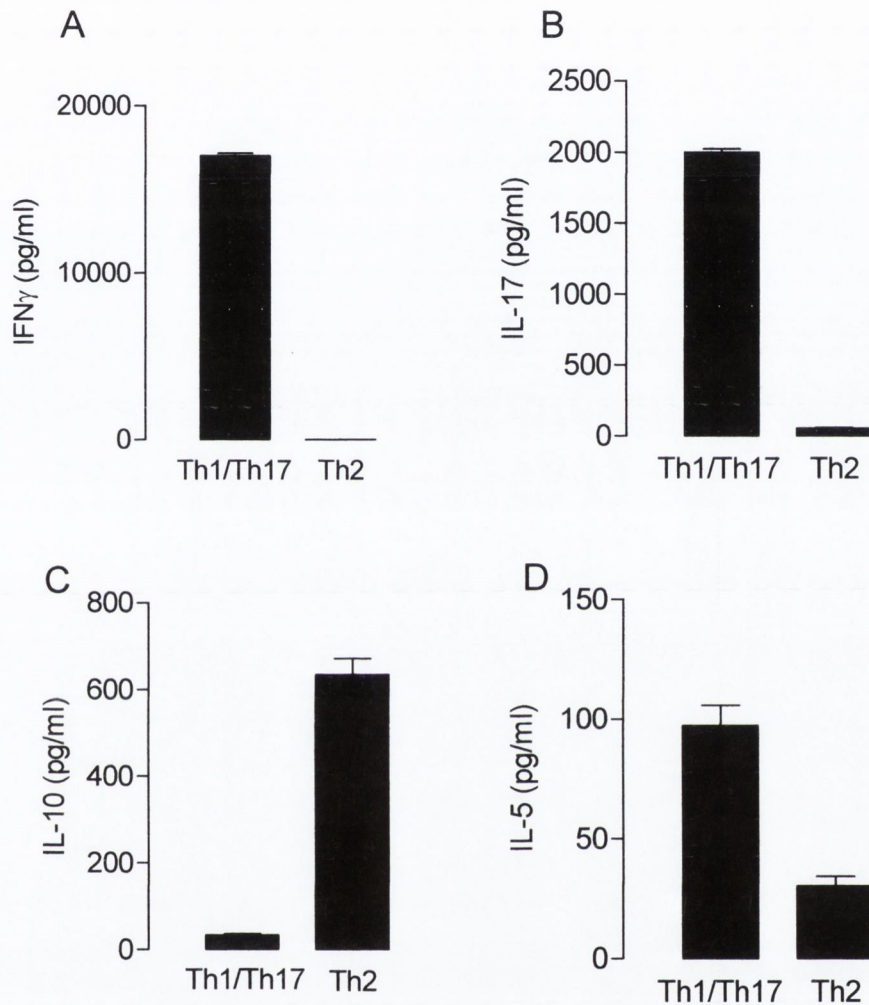 A
IFNγ (pg/ml)
20000
10000
0
Th1/Th17 Th2
B
IL-17 (pg/ml)
2500
2000
1500
1000
500
0
Th1/Th17 Th2
C
IL-10 (pg/ml)
800
600
400
200
0
Th1/Th17 Th2
D
IL-5 (pg/ml)
150
100
50
0
Th1/Th17 Th2